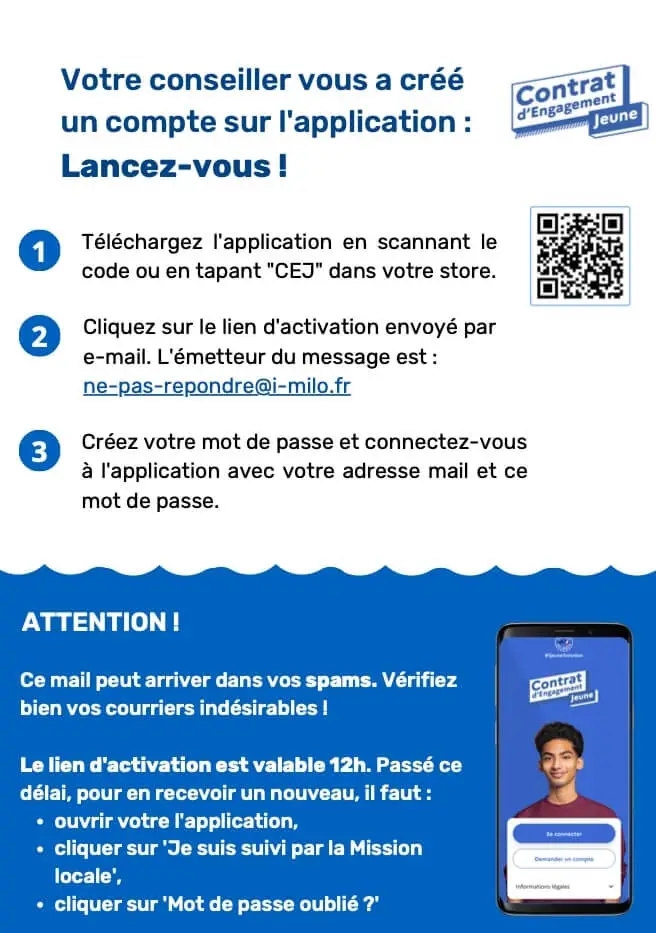 Votre conseiller vous a créé
un compte sur l'application :
Lancez-vous !
Contrat
d'Engagement
Jeune
1
Téléchargez l'application en scannant le
code ou en tapant "CEJ" dans votre store.
2
Cliquez sur le lien d'activation envoyé par
e-mail. L'émetteur du message est :
ne-pas-repondre@i-milo.fr
3
Créez votre mot de passe et connectez-vous
à l'application avec votre adresse mail et ce
mot de passe.
ATTENTION !
Ce mail peut arriver dans vos spams. Vérifiez
bien vos courriers indésirables !
Le lien d'activation est valable 12h. Passé ce
délai, pour en recevoir un nouveau, il faut :
• ouvrir votre l'application,
• cliquer sur 'Je suis suivi par la Mission
locale',
• cliquer sur 'Mot de passe oublié ?'
Contrat
d'Engagement
Jeune
Se connecter
Demander un compte
Informations légales